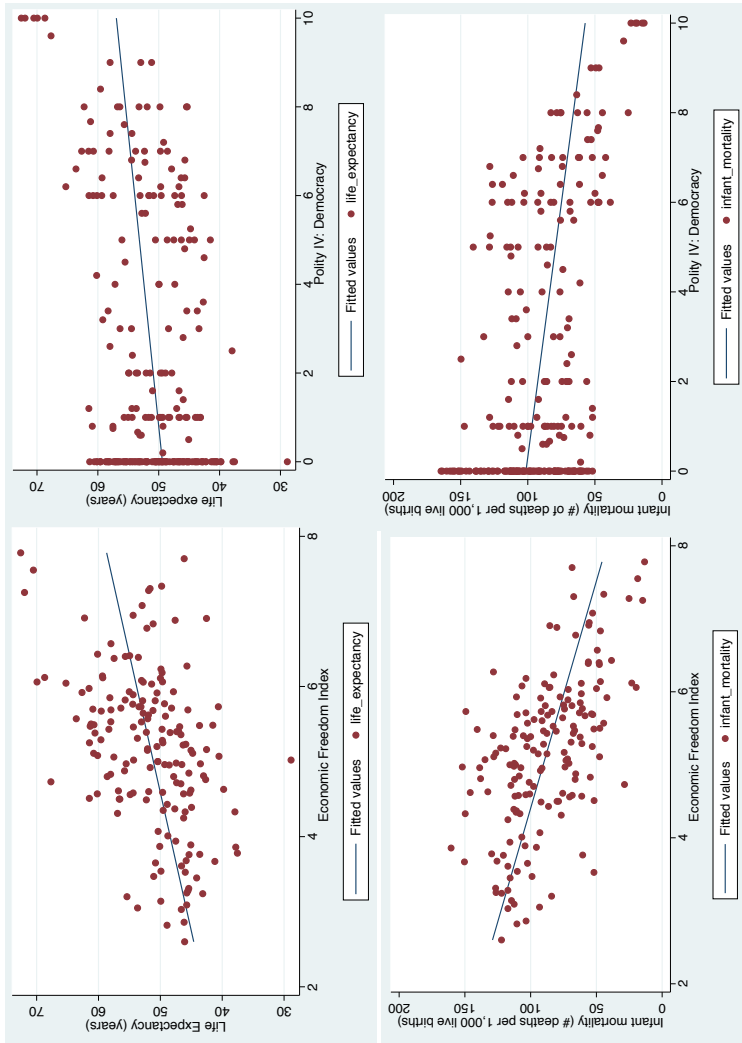 Life Expectancy (years)
70
60
50
40
30
2
4
6
8
Economic Freedom Index
Fitted values
life_expectancy
Life expectancy (years)
70
60
50
40
30
0
2
4
6
8
10
Polity IV: Democracy
Fitted values
life_expectancy
Infant mortality (# deaths per 1,000 live births)
200
150
100
50
0
2
4
6
8
Economic Freedom Index
Fitted values
infant_mortality
Infant mortality (# of deaths per 1,000 live births)
200
150
100
50
0
0
2
4
6
8
10
Polity IV: Democracy
Fitted values
infant_mortality